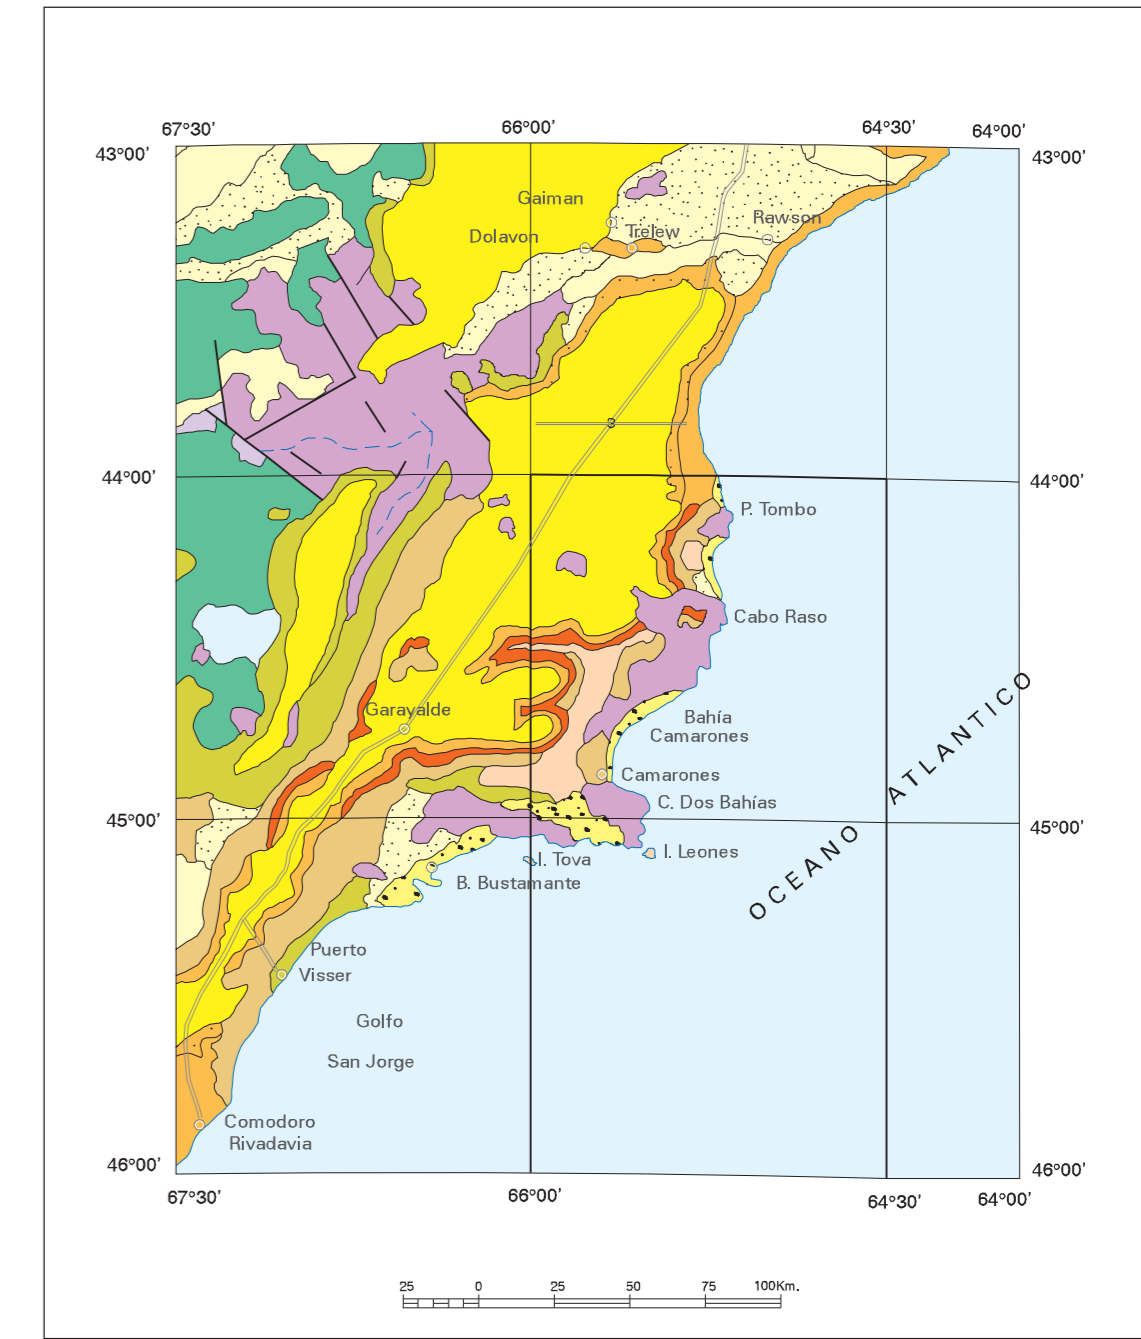 67°30' 66°00' 64°30' 64°00'
43°00' 43°00'
Gaiman
Rawson
Dolavon Trelew
3
44°00' 44°00'
P. Tombo
Cabo Raso
Garayalde
Bahía
Camarones
OCEANO ATLANTICO
Camarones
C. Dos Bahías
45°00' 45°00'
I. Tova I. Leones
B. Bustamante
Puerto
Visser
Golfo
San Jorge
Comodoro
Rivadavia
46°00' 46°00'
67°30' 66°00' 64°30' 64°00'
25 0 25 50 75 100Km.